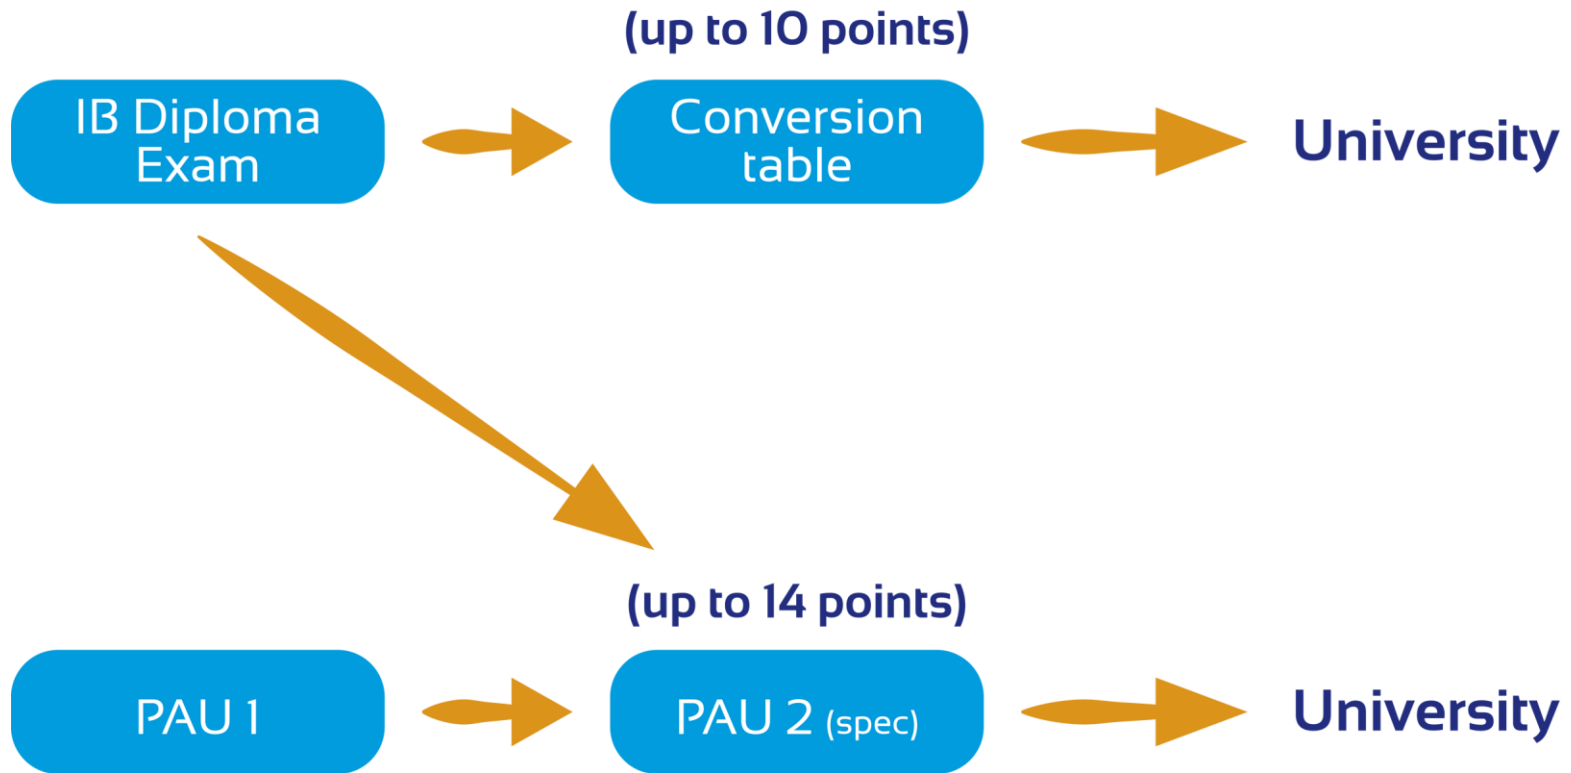 (up to 10 points)
IB Diploma
Exam
Conversion
table
University
(up to 14 points)
PAU 1
PAU 2 (spec)
University